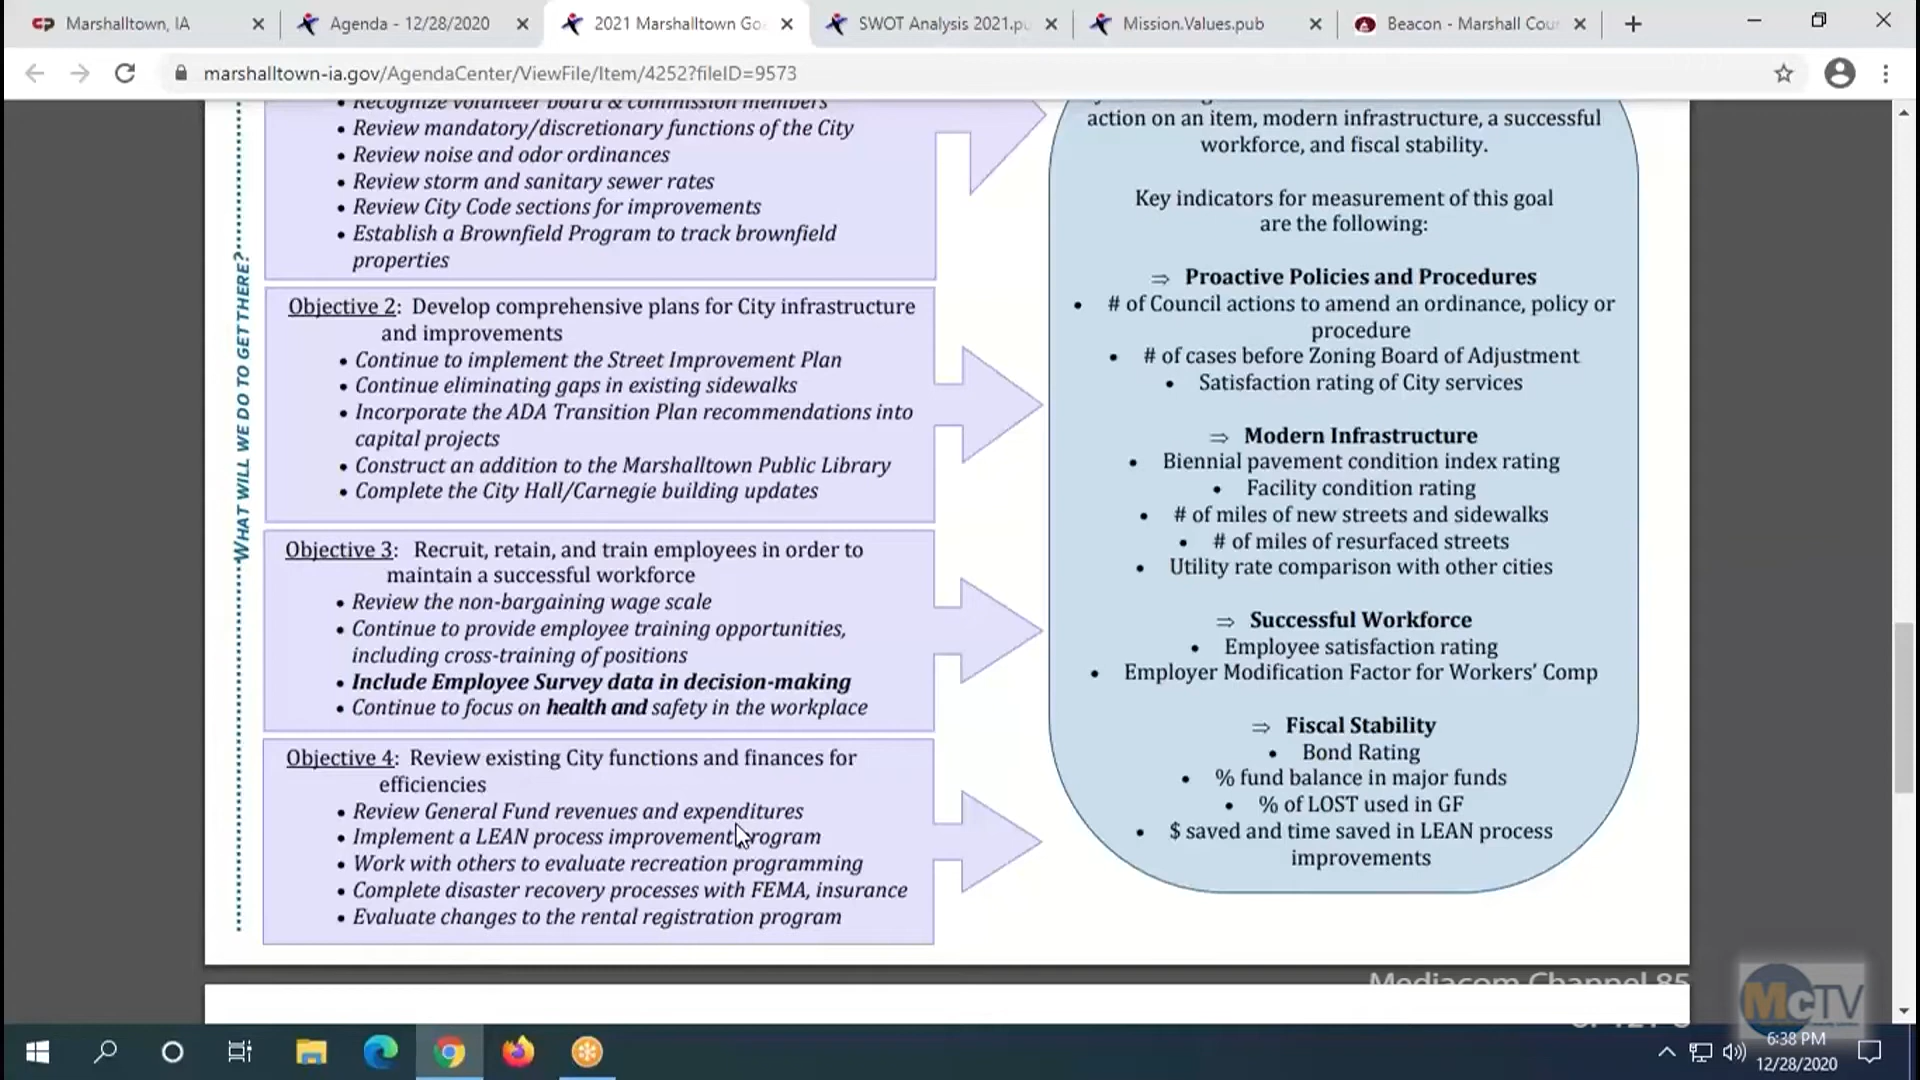 Marshalltown, IA
Agenda - 12/28/2020
2021 Marshalltown Go
SWOT Analysis 2021.pu
Mission.Values.pub
Beacon - Marshall Cour
marshalltown-ia.gov/AgendaCenter/ViewFile/Item/4252?fileID=9573
WHAT WILL WE DO TO GET THERE?
• Recognize volunteer board & commission members
• Review mandatory/discretionary functions of the City
• Review noise and odor ordinances
• Review storm and sanitary sewer rates
• Review City Code sections for improvements
• Establish a Brownfield Program to track brownfield
properties
Objective 2: Develop comprehensive plans for City infrastructure
and improvements
• Continue to implement the Street Improvement Plan
• Continue eliminating gaps in existing sidewalks
• Incorporate the ADA Transition Plan recommendations into
capital projects
• Construct an addition to the Marshalltown Public Library
• Complete the City Hall/Carnegie building updates
Objective 3: Recruit, retain, and train employees in order to
maintain a successful workforce
• Review the non-bargaining wage scale
• Continue to provide employee training opportunities,
including cross-training of positions
• Include Employee Survey data in decision-making
• Continue to focus on health and safety in the workplace
Objective 4: Review existing City functions and finances for
efficiencies
• Review General Fund revenues and expenditures
• Implement a LEAN process improvement program
• Work with others to evaluate recreation programming
• Complete disaster recovery processes with FEMA, insurance
• Evaluate changes to the rental registration program
action on an item, modern infrastructure, a successful
workforce, and fiscal stability.
Key indicators for measurement of this goal
are the following:
⇒ Proactive Policies and Procedures
• # of Council actions to amend an ordinance, policy or
procedure
• # of cases before Zoning Board of Adjustment
• Satisfaction rating of City services
⇒ Modern Infrastructure
• Biennial pavement condition index rating
• Facility condition rating
• # of miles of new streets and sidewalks
• # of miles of resurfaced streets
• Utility rate comparison with other cities
⇒ Successful Workforce
• Employee satisfaction rating
• Employer Modification Factor for Workers' Comp
⇒ Fiscal Stability
• Bond Rating
• % fund balance in major funds
• % of LOST used in GF
• $ saved and time saved in LEAN process
improvements
Mediacom Channel 85
McTV
6:38 PM
12/28/2020